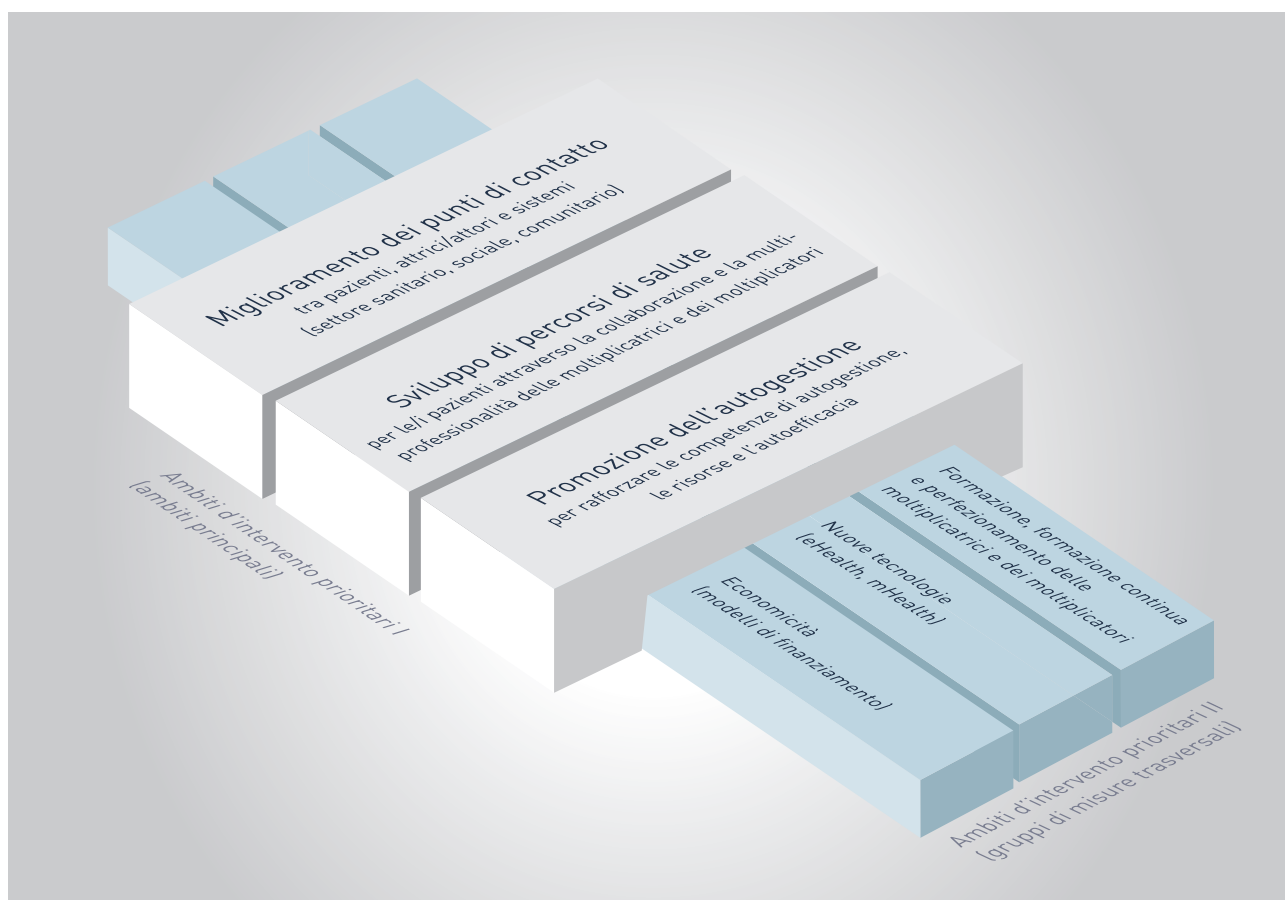 Miglioramento dei punti di contatto
tra pazienti, attrici/attori e sistemi
(settore sanitario, sociale, comunitario)
Sviluppo di percorsi di salute
per le/i pazienti attraverso la collaborazione e la multi-
professionalità delle moltiplicatrici e dei moltiplicatori
Promozione dell'autogestione
per rafforzare le competenze di autogestione,
le risorse e l'autoefficacia
Ambiti d'intervento prioritari I
(ambiti principali)
Formazione, formazione continua
e perfezionamento delle
moltiplicatrici e dei moltiplicatori
Nuove tecnologie
(eHealth, mHealth)
Economicità
(modelli di finanziamento)
Ambiti d'intervento prioritari II
(gruppi di misure trasversali)